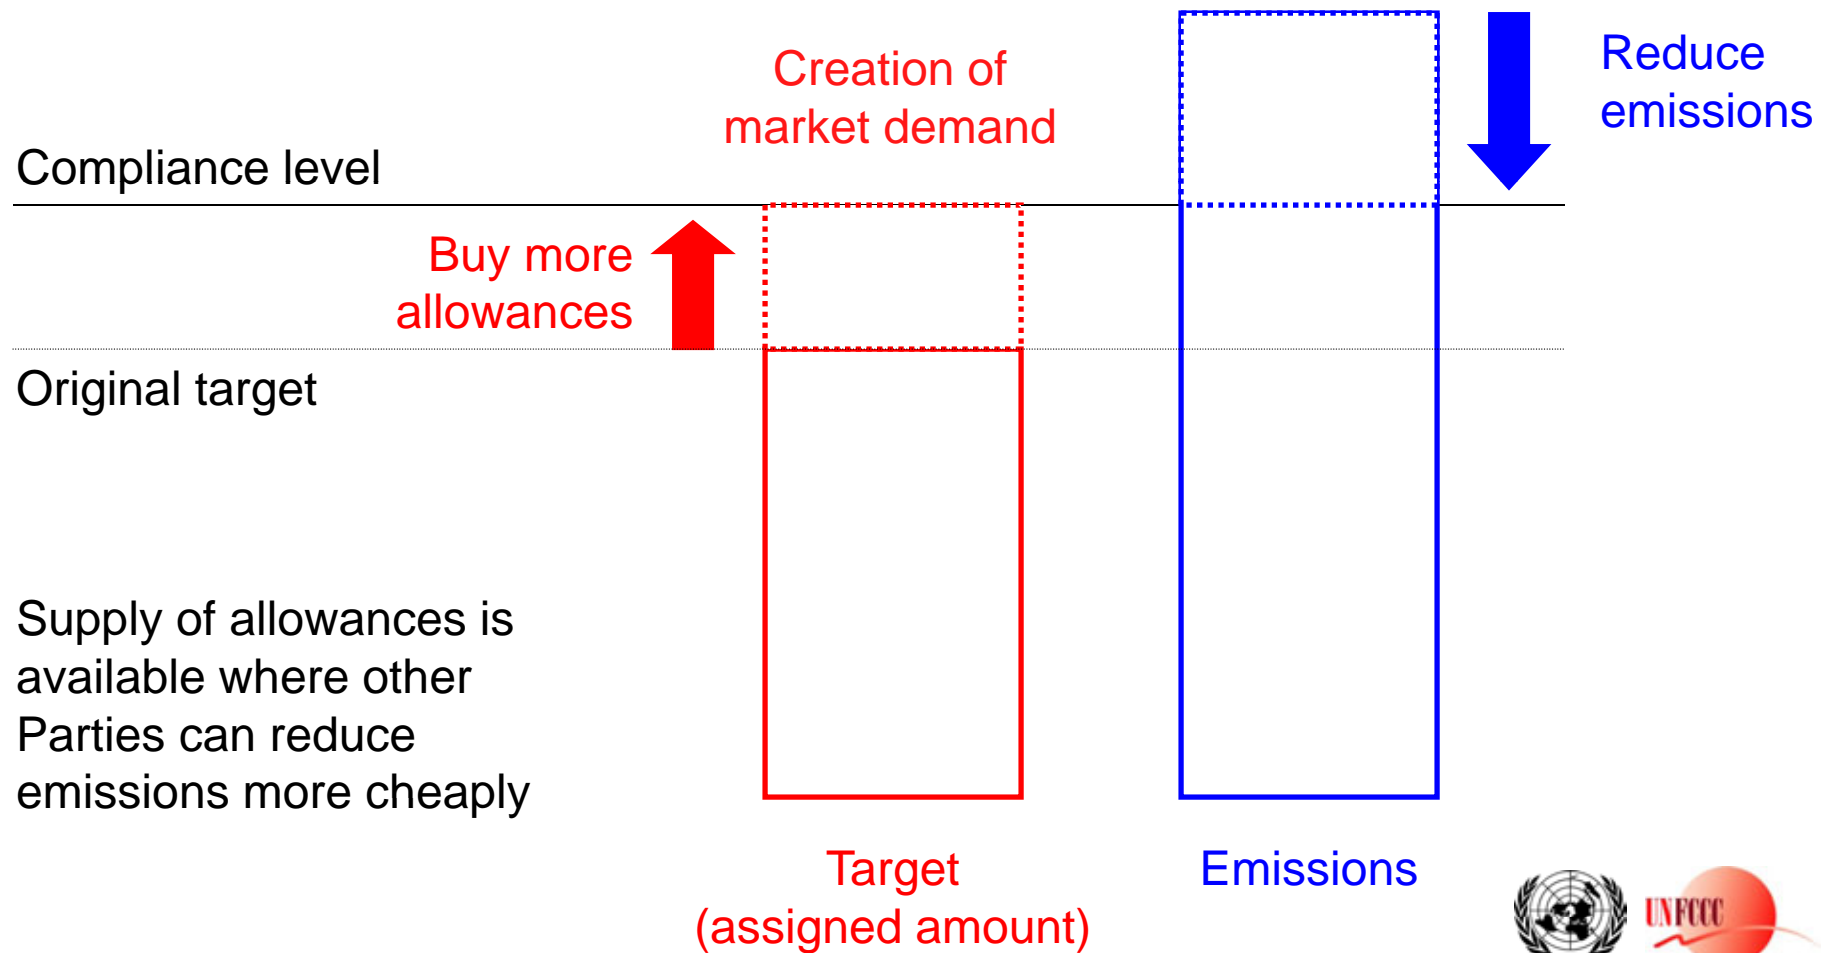 Creation of
market demand
Reduce
emissions
Compliance level
Buy more
allowances
Original target
Supply of allowances is
available where other
Parties can reduce
emissions more cheaply
Target
(assigned amount)
Emissions
UNFCCC